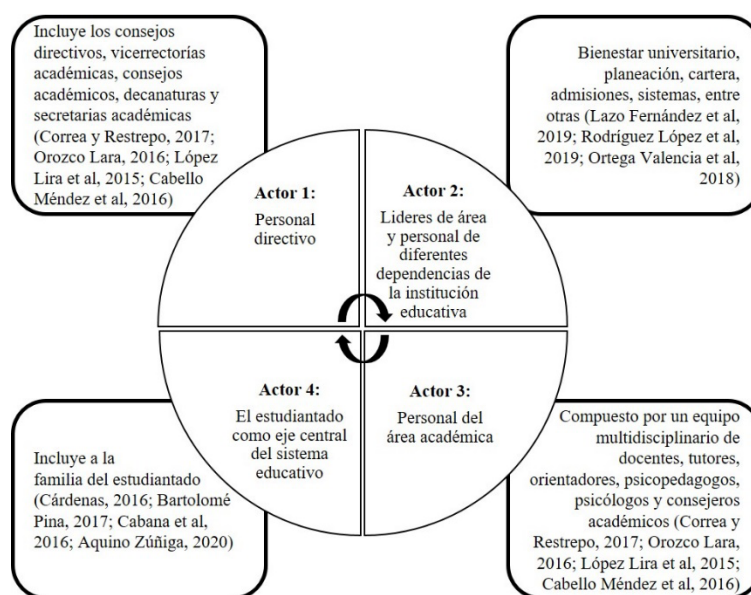 Incluye los consejos
directivos, vicerrectorías
académicas, consejos
académicos, decanaturas y
secretarias académicas
(Correa y Restrepo, 2017;
Orozco Lara, 2016; López
Lira et al, 2015; Cabello
Méndez et al, 2016)
Bienestar universitario,
planeación, cartera,
admisiones, sistemas, entre
otras (Lazo Fernández et al,
2019; Rodríguez López et al,
2019; Ortega Valencia et al,
2018)
Actor 1:
Personal
directivo
Actor 2:
Lideres de área
y personal de
diferentes
dependencias de
la institución
educativa
Actor 4:
El estudiantado
como eje central
del sistema
educativo
Actor 3:
Personal del
área académica
Incluye a la
familia del estudiantado
(Cárdenas, 2016; Bartolomé
Pina, 2017; Cabana et al,
2016; Aquino Zúñiga, 2020)
Compuesto por un equipo
multidisciplinario de
docentes, tutores,
orientadores, psicopedagogos,
psicólogos y consejeros
académicos (Correa y
Restrepo, 2017; Orozco Lara,
2016; López Lira et al, 2015;
Cabello Méndez et al, 2016)